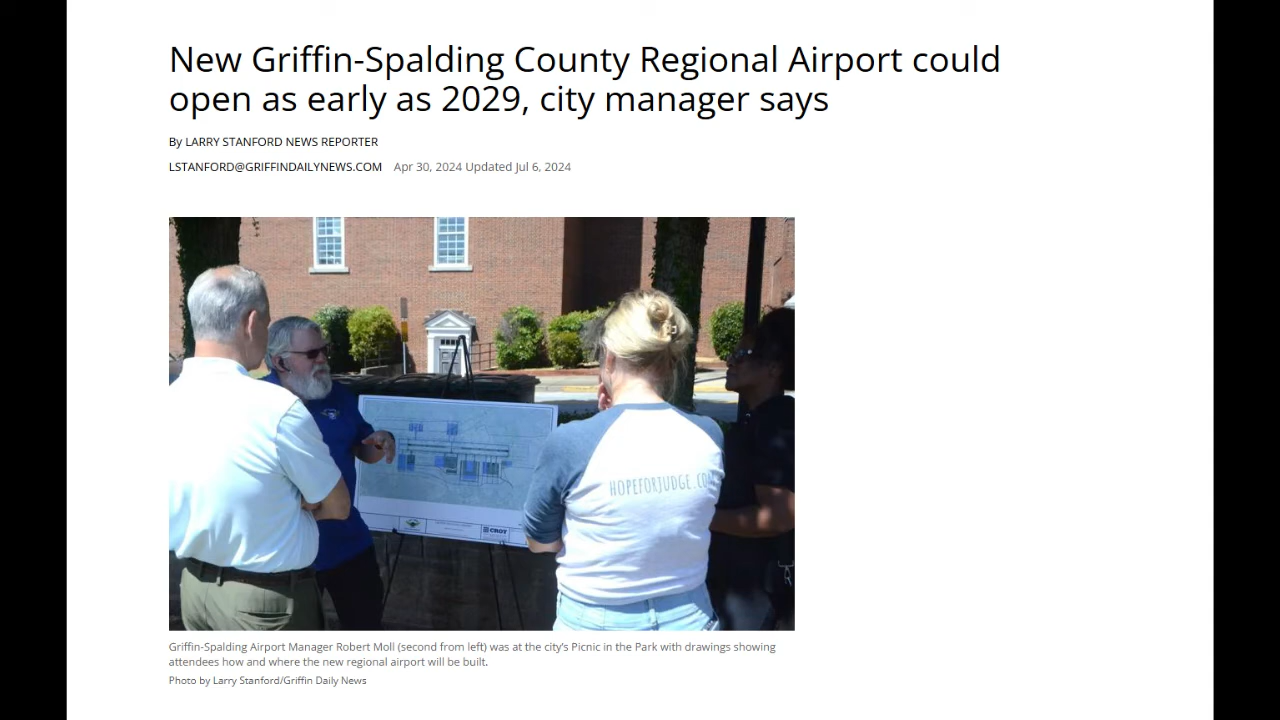 New Griffin-Spalding County Regional Airport could
open as early as 2029, city manager says
By LARRY STANFORD NEWS REPORTER
LSTANFORD@GRIFFINDAILYNEWS.COM Apr 30, 2024 Updated Jul 6, 2024
HOPEFORJUDGE.CO
CROY
Griffin-Spalding Airport Manager Robert Moll (second from left) was at the city's Picnic in the Park with drawings showing
attendees how and where the new regional airport will be built.
Photo by Larry Stanford/Griffin Daily News